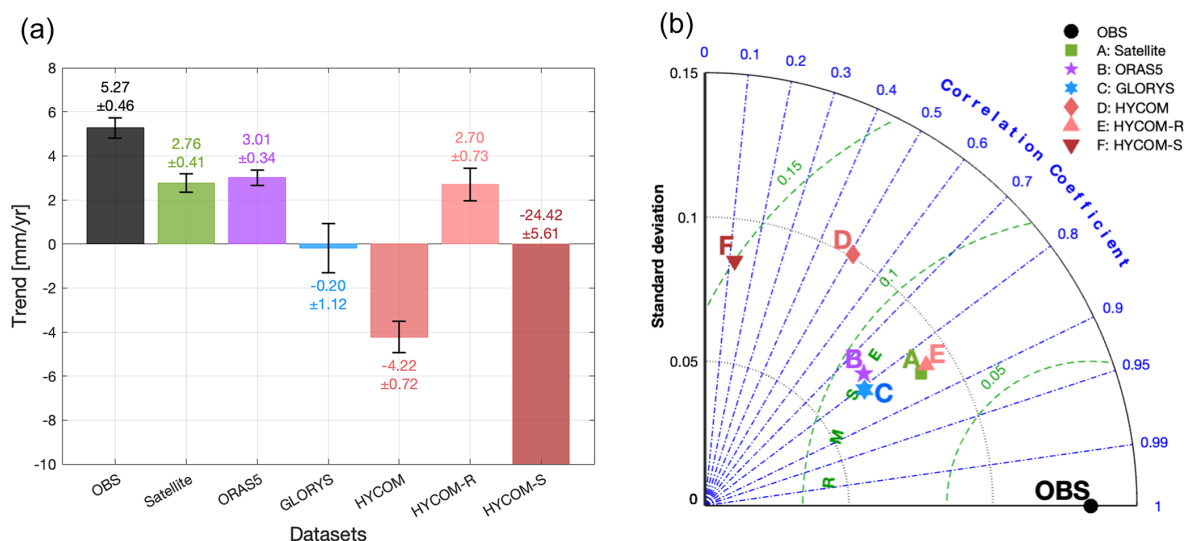 (a)
8
6
4
2
0
-2
-4
-6
-8
-10
Trend [mm/yr]
5.27
±0.46
2.76
±0.41
3.01
±0.34
-0.20
±1.12
-4.22
±0.72
2.70
±0.73
-24.42
±5.61
OBS
Satellite
ORAS5
GLORYS
HYCOM
HYCOM-R
HYCOM-S
Datasets
(b)
OBS
A: Satellite
B: ORAS5
C: GLORYS
D: HYCOM
E: HYCOM-R
F: HYCOM-S
0.15
0.1
0.05
0
Standard deviation
0
0.1
0.2
0.3
0.4
0.5
0.6
0.7
0.8
0.9
0.95
0.99
1
Correlation Coefficient
0.15
0.1
0.05
R M S E
F
D
B
A
E
C
OBS